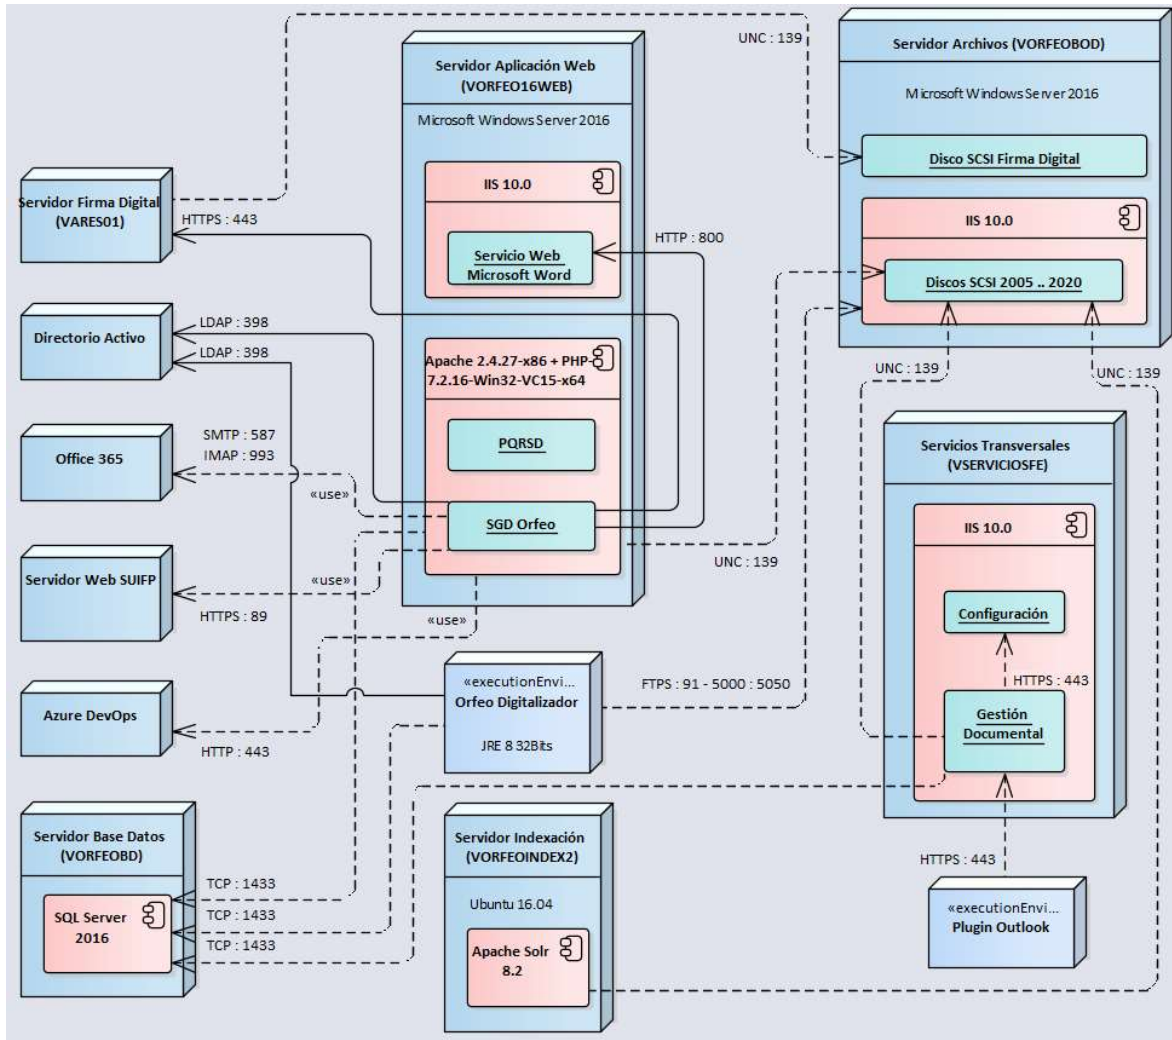 UNC : 139
Servidor Aplicación Web
(VORFEO16WEB)
Microsoft Windows Server 2016
IIS 10.0
Servicio Web
Microsoft Word
Apache 2.4.27-x86 + PHP-
7.2.16-Win32-VC15-x64
PQRSD
SGD Orfeo
Servidor Archivos (VORFEOBOD)
Microsoft Windows Server 2016
Disco SCSI Firma Digital
IIS 10.0
Discos SCSI 2005 .. 2020
Servidor Firma Digital
(VARES01)
HTTPS : 443
HTTP : 800
Directorio Activo
LDAP : 398
LDAP : 398
Office 365
SMTP : 587
IMAP : 993
«use»
Servidor Web SUIFP
«use»
HTTPS : 89
«use»
UNC : 139
UNC : 139
UNC : 139
Servicios Transversales
(VSERVICIOSFE)
IIS 10.0
Configuración
HTTPS : 443
Gestión
Documental
Azure DevOps
HTTP : 443
«executionEnvi...
Orfeo Digitalizador
JRE 8 32Bits
FTPS : 91 - 5000 : 5050
Servidor Base Datos
(VORFEOBD)
SQL Server
2016
TCP : 1433
TCP : 1433
TCP : 1433
Servidor Indexación
(VORFEOINDEX2)
Ubuntu 16.04
Apache Solr
8.2
HTTPS : 443
«executionEnvi...
Plugin Outlook